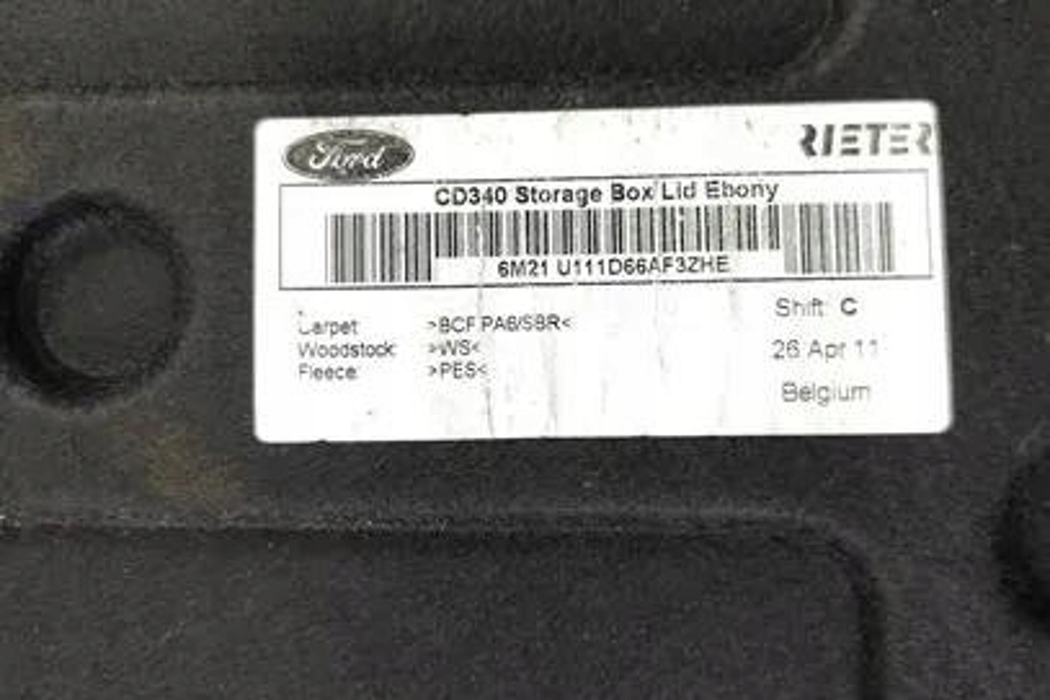 Ford
RIETER
CD340 Storage Box Lid Ebony
6M21 U111D66AF3ZHE
Carpet: >BCF PA6/SBR<
Woodstock: >WS<
Fleece: >PES<
Shift: C
26 Apr 11
Belgium